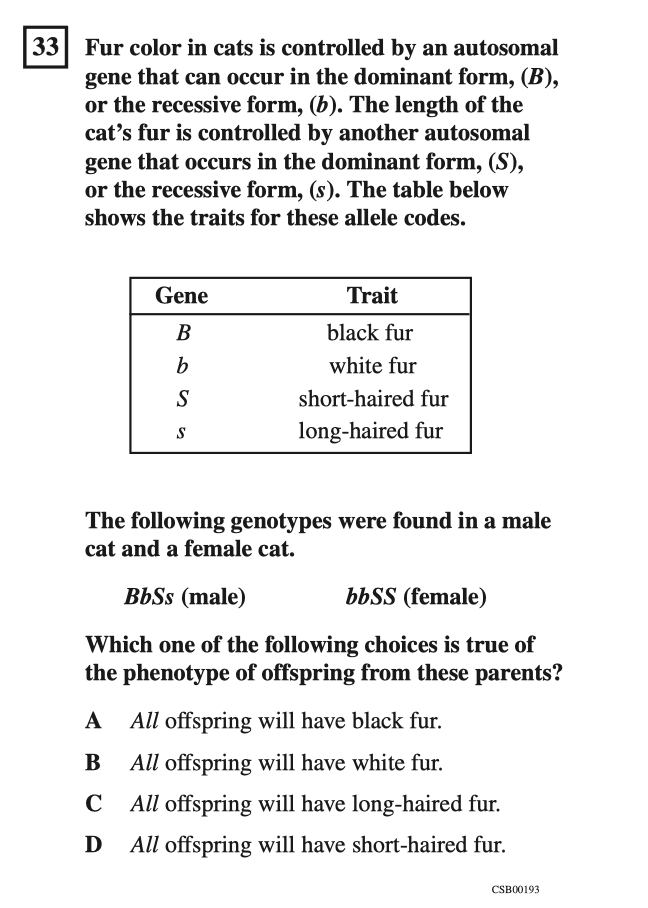 33 Fur color in cats is controlled by an autosomal
gene that can occur in the dominant form, (B),
or the recessive form, (b). The length of the
cat’s fur is controlled by another autosomal
gene that occurs in the dominant form, (S),
or the recessive form, (s). The table below
shows the traits for these allele codes.
Gene Trait
B black fur
b white fur
S short-haired fur
s long-haired fur
The following genotypes were found in a male
cat and a female cat.
BbSs (male) bbSS (female)
Which one of the following choices is true of
the phenotype of offspring from these parents?
A All offspring will have black fur.
B All offspring will have white fur.
C All offspring will have long-haired fur.
D All offspring will have short-haired fur.
CSB00193